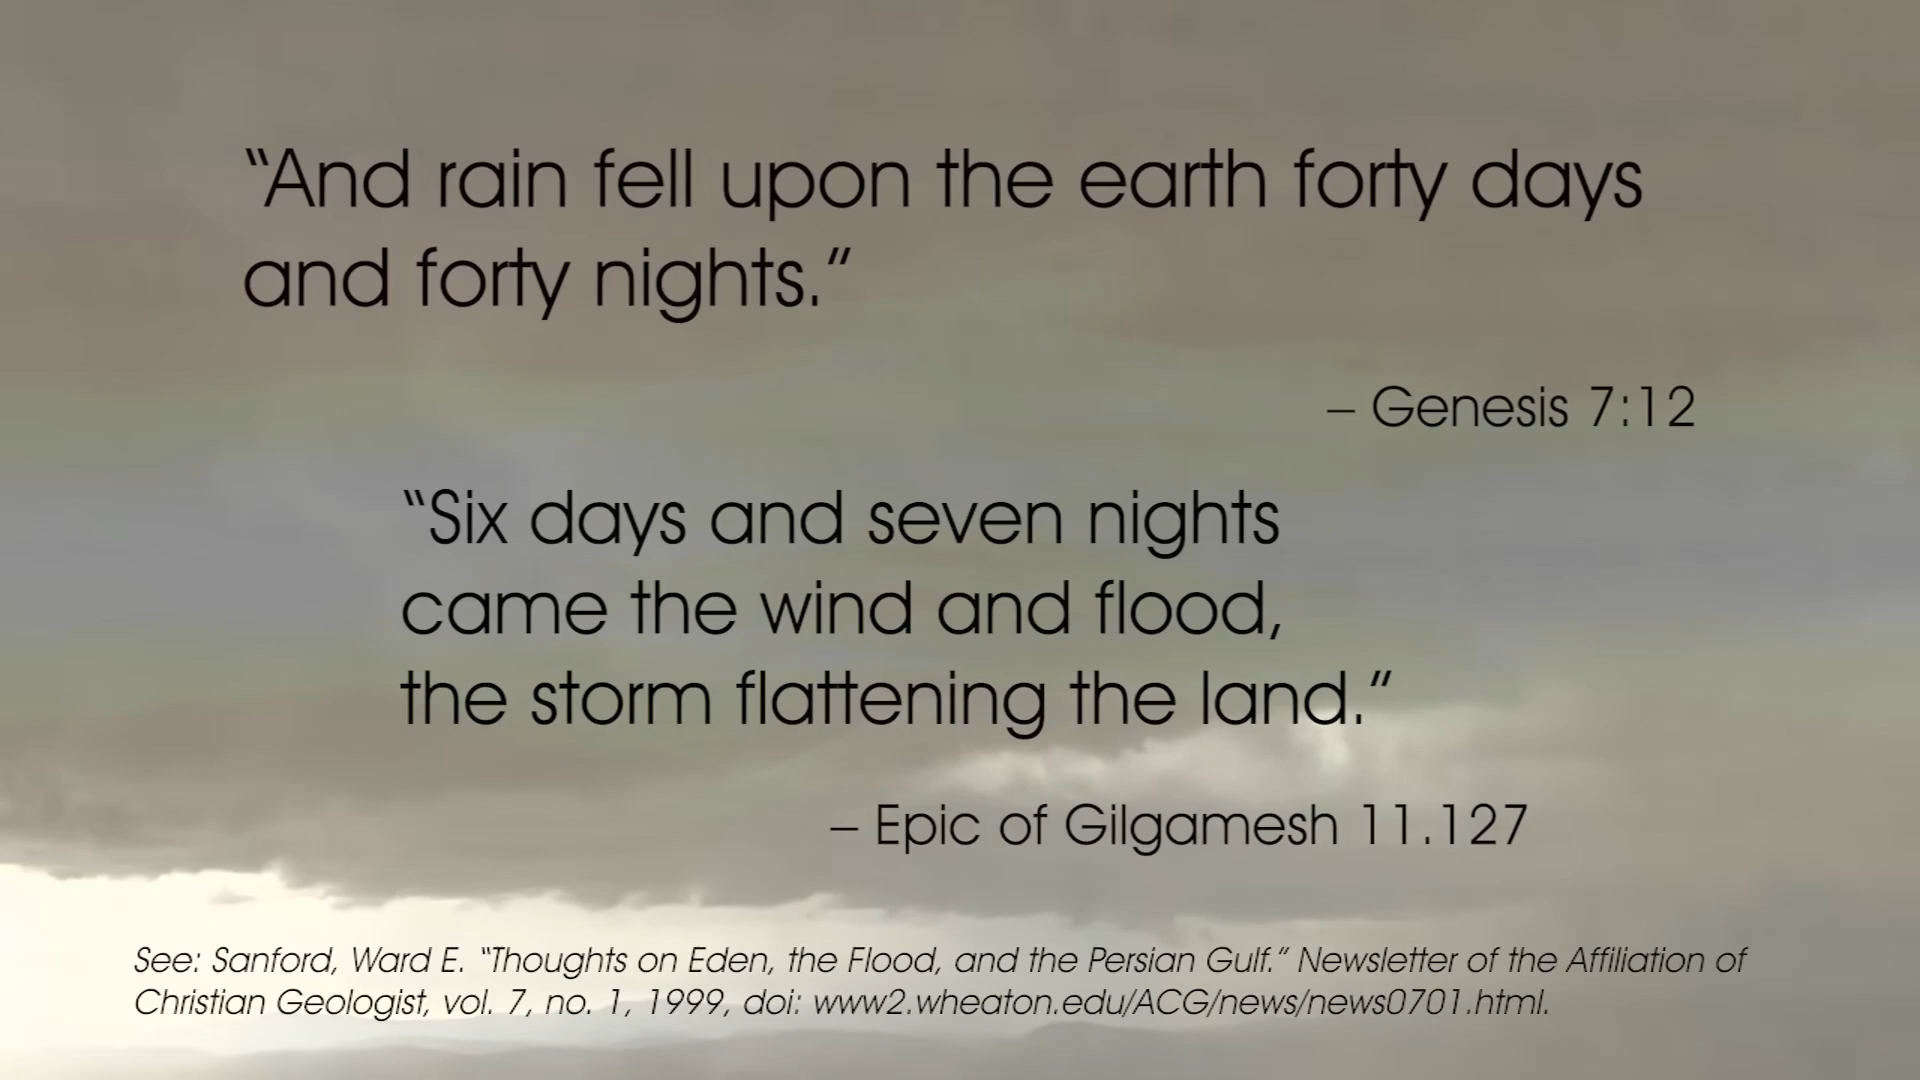 “And rain fell upon the earth forty days
and forty nights.”
– Genesis 7:12
“Six days and seven nights
came the wind and flood,
the storm flattening the land.”
– Epic of Gilgamesh 11.127
See: Sanford, Ward E. “Thoughts on Eden, the Flood, and the Persian Gulf.” Newsletter of the Affiliation of
Christian Geologist, vol. 7, no. 1, 1999, doi: www2.wheaton.edu/ACG/news/news0701.html.